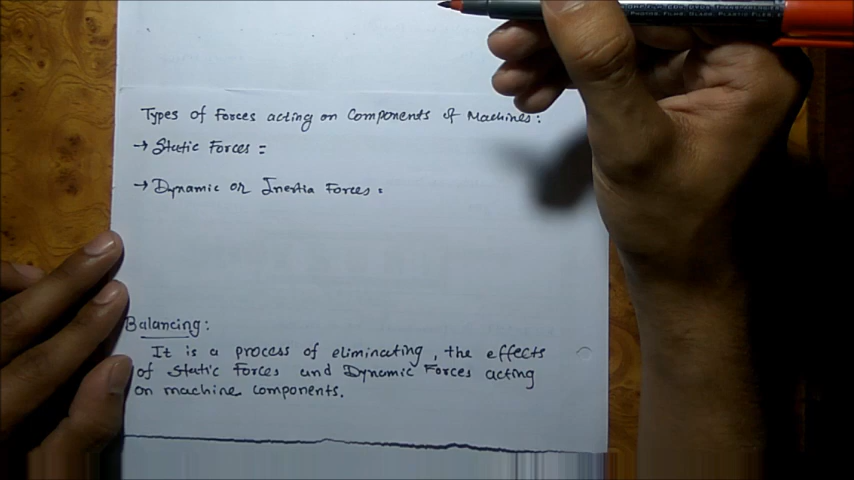 Types of Forces acting on Components of Machines:
→ Static Forces :
→ Dynamic or Inertia Forces :
Balancing:
It is a process of eliminating, the effects
of Static Forces and Dynamic Forces acting
on machine components.